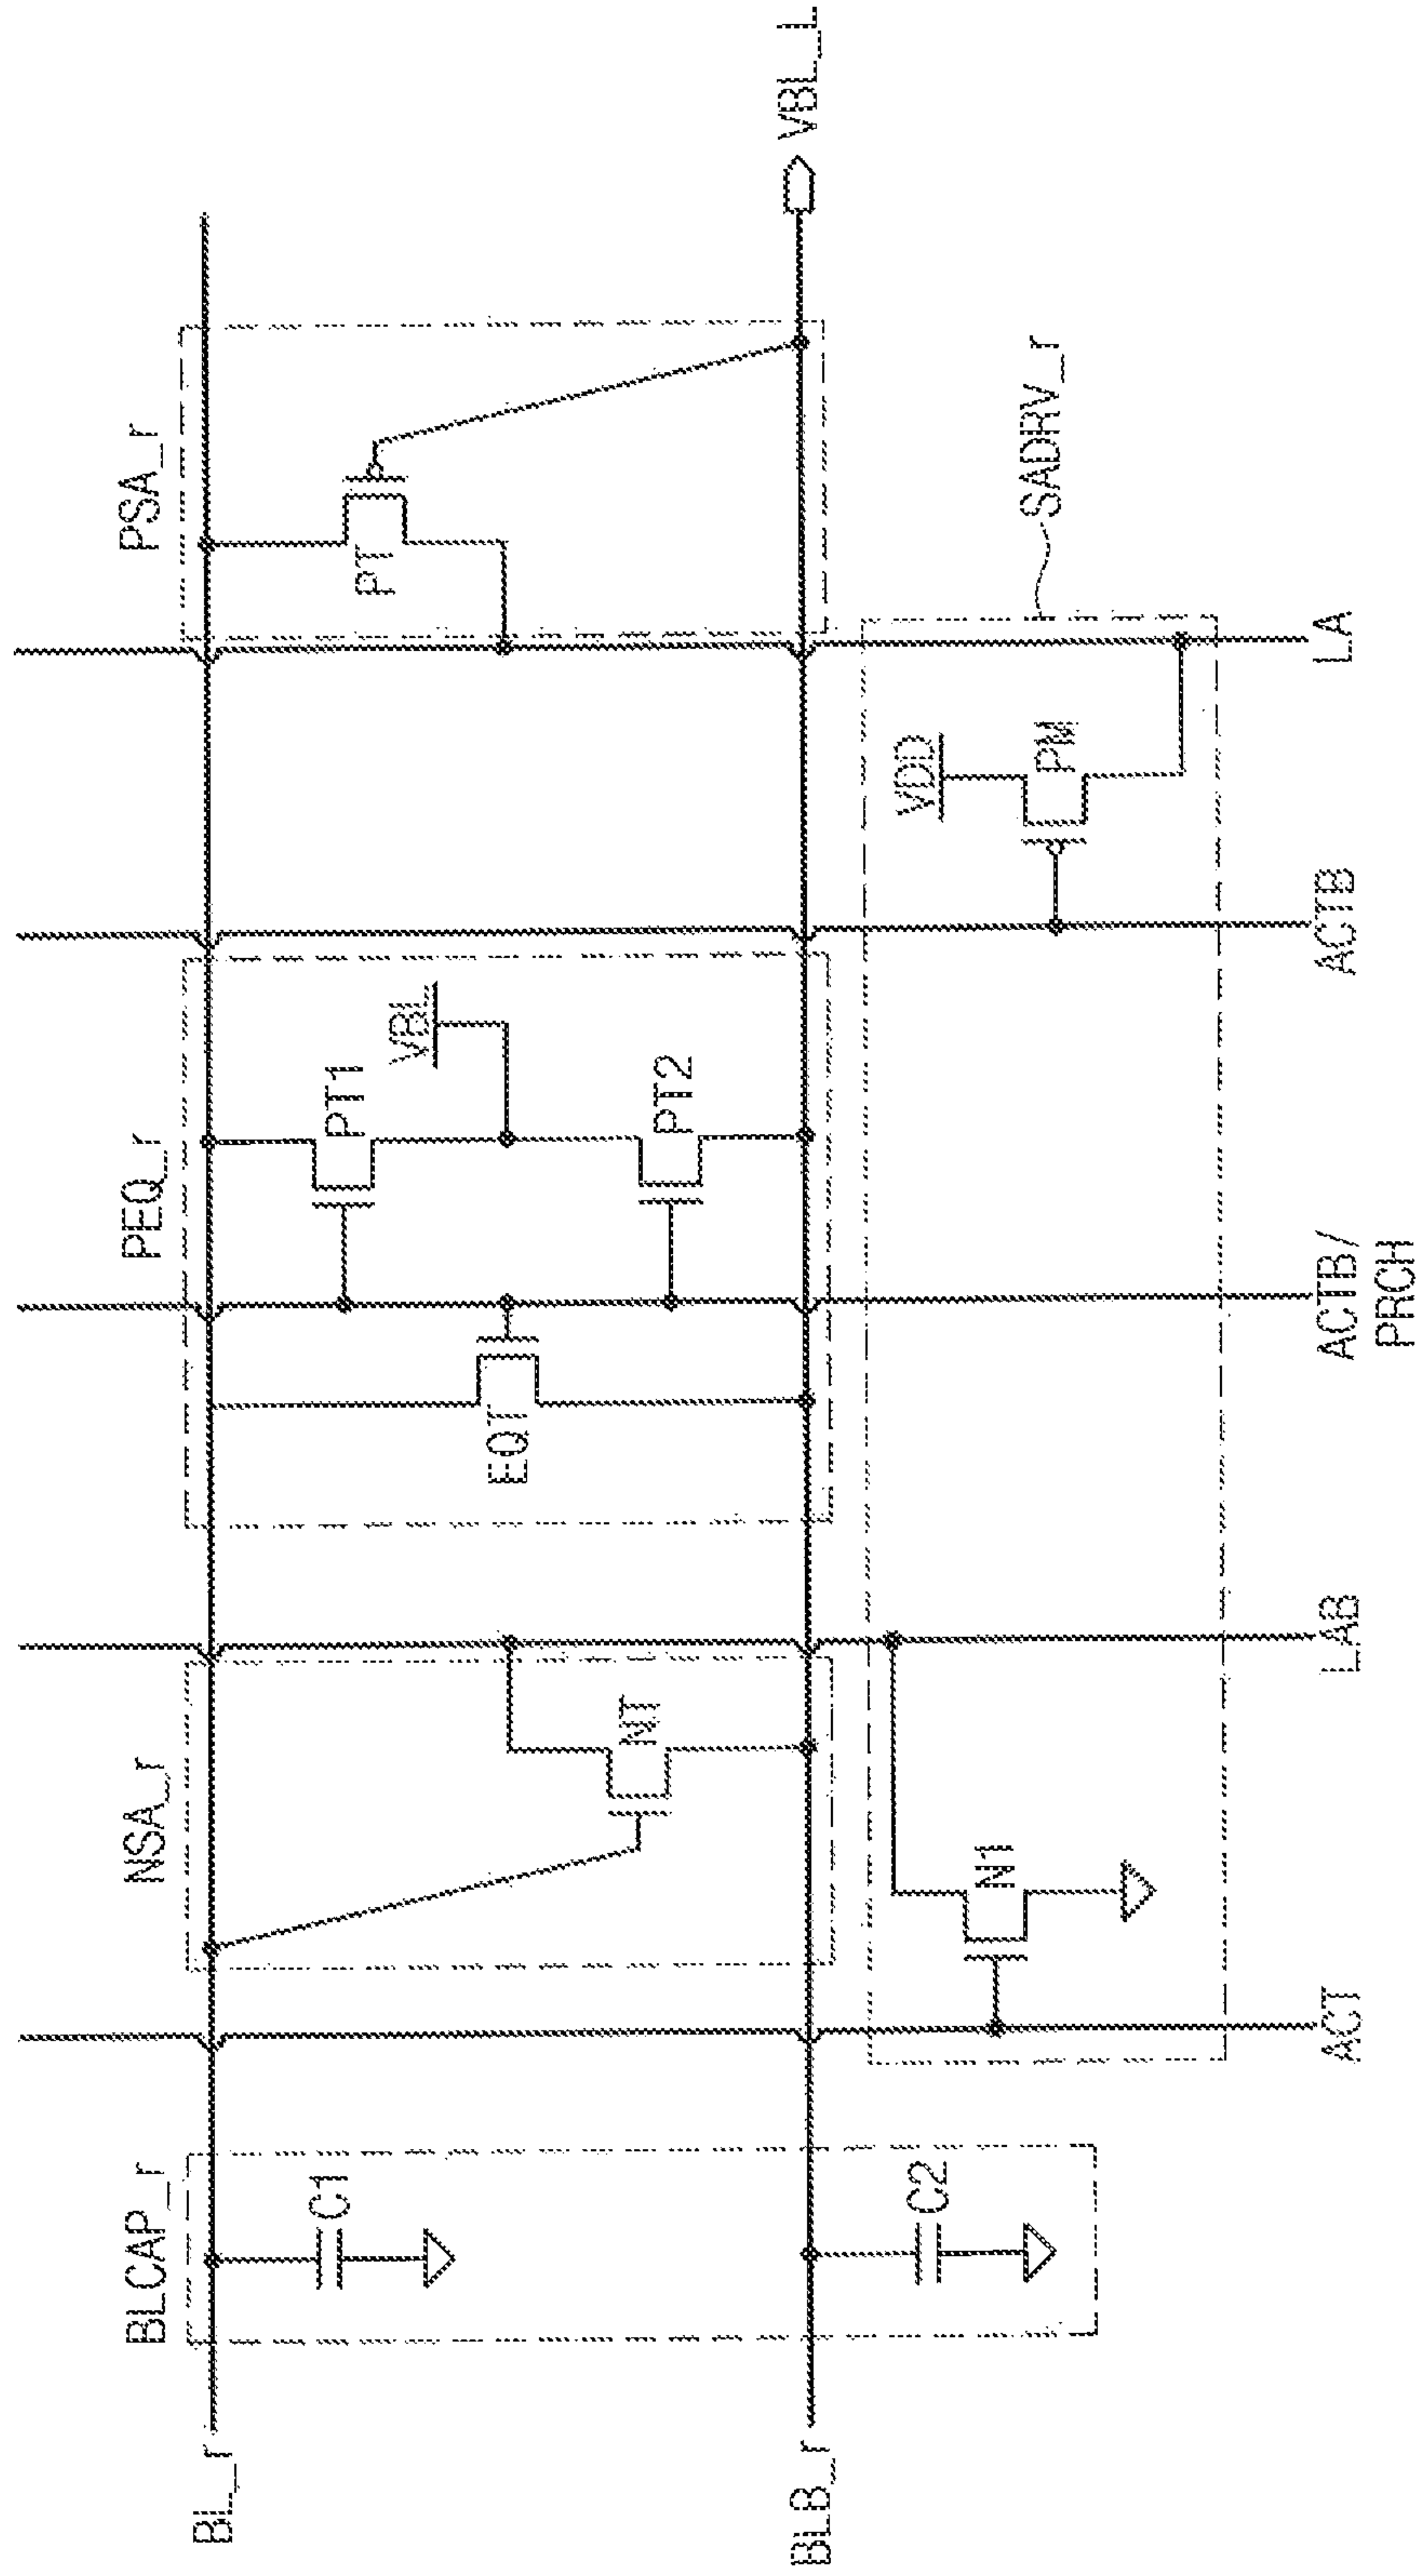 BLCAP_r
NSA_r
PEQ_r
PSA_r
BL_r
C1
EQT
PT1
VBL
PT
NT
PT2
BLB_r
VBL_L
C2
N1
VDD
PM
SADRV_r
ACT
LAB
ACTB/
PRCH
ACTB
LA